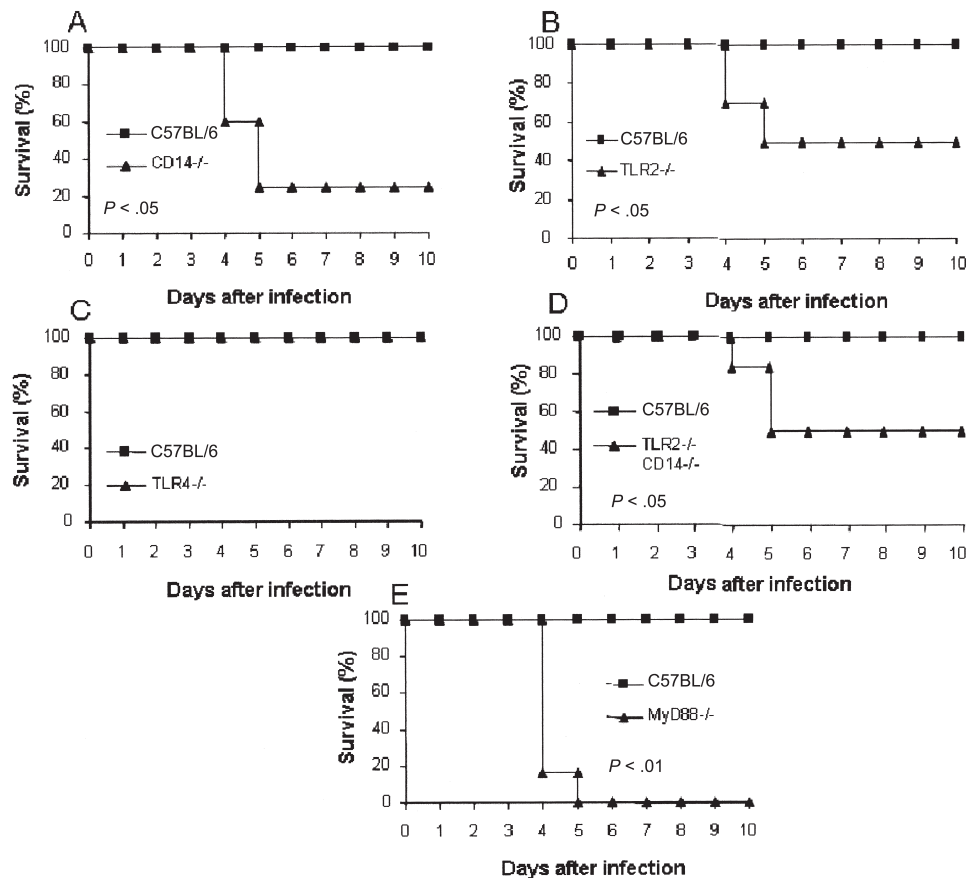 A
Survival (%)
100
80
60
40
20
0
C57BL/6
CD14-/-
P < .05
0 1 2 3 4 5 6 7 8 9 10
Days after infection
B
Survival (%)
100
80
60
40
20
0
C57BL/6
TLR2-/-
P < .05
0 1 2 3 4 5 6 7 8 9 10
Days after infection
C
Survival (%)
100
80
60
40
20
0
C57BL/6
TLR4-/-
0 1 2 3 4 5 6 7 8 9 10
Days after infection
D
Survival (%)
100
80
60
40
20
0
C57BL/6
TLR2-/-
CD14-/-
P < .05
0 1 2 3 4 5 6 7 8 9 10
Days after infection
E
Survival (%)
100
80
60
40
20
0
C57BL/6
MyD88-/-
P < .01
0 1 2 3 4 5 6 7 8 9 10
Days after infection